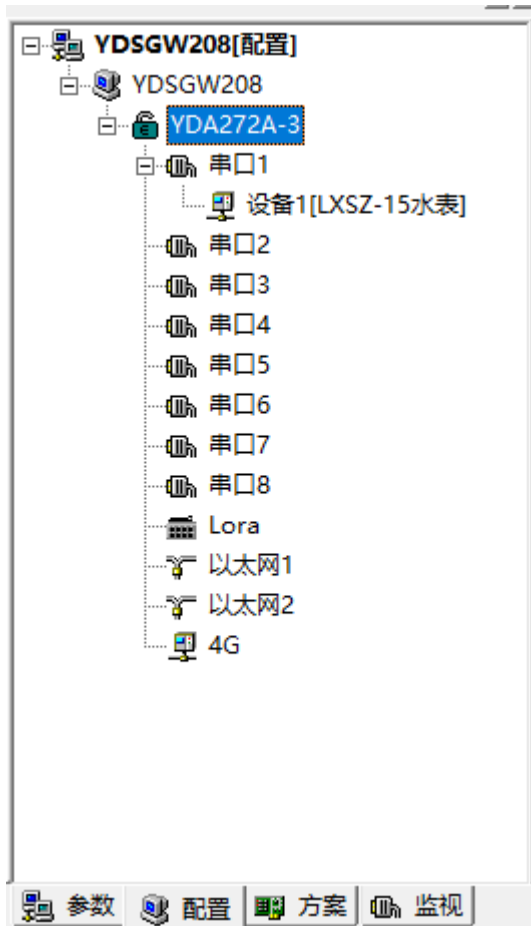 YDSGW208[配置]
YDSGW208
YDA272A-3
串口1
设备1[LXSZ-15水表]
串口2
串口3
串口4
串口5
串口6
串口7
串口8
Lora
以太网1
以太网2
4G
参数 配置 方案 监视